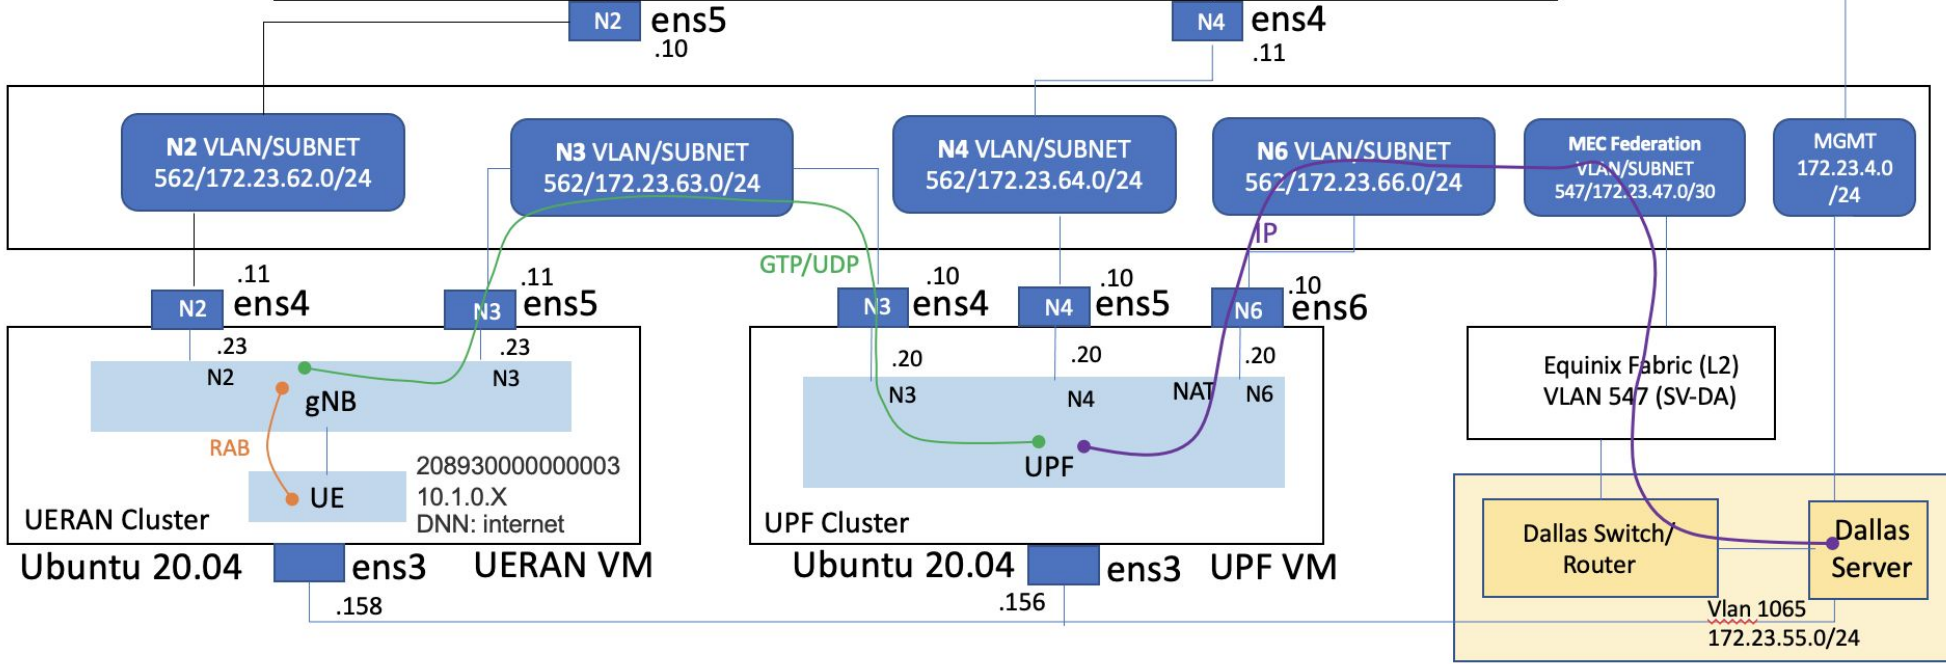 N2 ens5
.10
N4 ens4
.11
N2 VLAN/SUBNET
562/172.23.62.0/24
N3 VLAN/SUBNET
562/172.23.63.0/24
N4 VLAN/SUBNET
562/172.23.64.0/24
N6 VLAN/SUBNET
562/172.23.66.0/24
MEC Federation
VLAN/SUBNET
547/172.23.47.0/30
MGMT
172.23.4.0
/24
IP
GTP/UDP
.11
N2 ens4
.11
N3 ens5
.10
N3 ens4
.10
N4 ens5
.10
N6 ens6
.23
N2
.23
N3
gNB
RAB
UE
208930000000003
10.1.0.X
DNN: internet
UERAN Cluster
Ubuntu 20.04
ens3
UERAN VM
.158
.20
N3
.20
N4
.20
NAT
N6
UPF
UPF Cluster
Ubuntu 20.04
ens3
UPF VM
.156
Equinix Fabric (L2)
VLAN 547 (SV-DA)
Dallas Switch/
Router
Dallas
Server
Vlan 1065
172.23.55.0/24